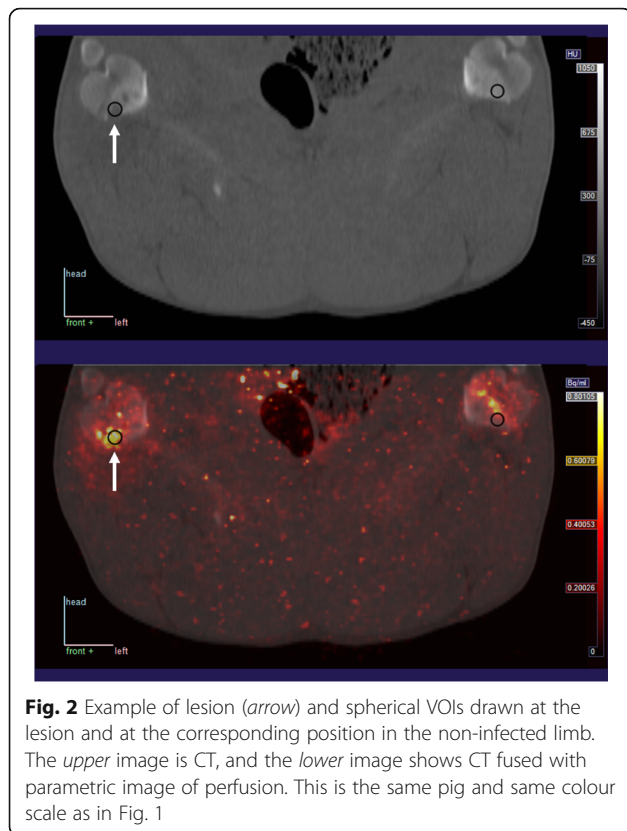 HU
1050
675
300
-75
-450
head
front + left
Bq/ml
0.80105
0.60079
0.40053
0.20026
0
head
front + left
Fig. 2 Example of lesion (arrow) and spherical VOIs drawn at the
lesion and at the corresponding position in the non-infected limb.
The upper image is CT, and the lower image shows CT fused with
parametric image of perfusion. This is the same pig and same colour
scale as in Fig. 1